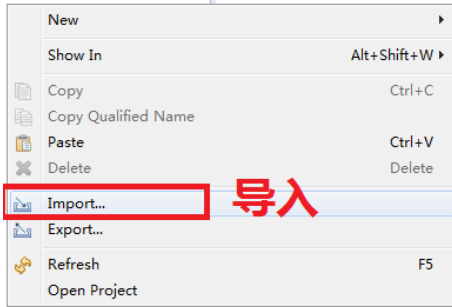 New
Show In Alt+Shift+W
Copy Ctrl+C
Copy Qualified Name
Paste Ctrl+V
Delete Delete
Import... 导入
Export...
Refresh F5
Open Project